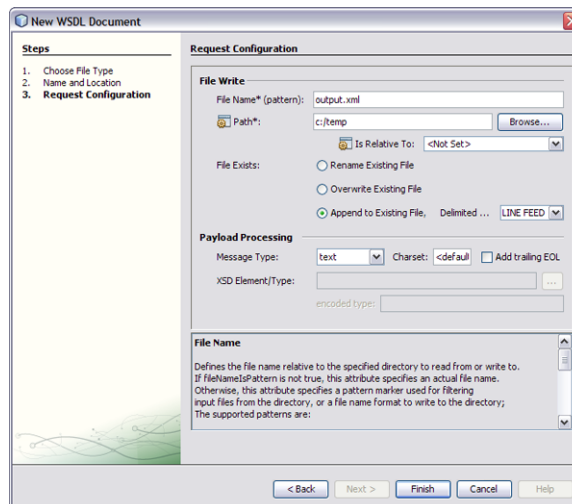 New WSDL Document
Steps
1. Choose File Type
2. Name and Location
3. Request Configuration
Request Configuration
File Write
File Name* (pattern): output.xml
Path*: c:/temp Browse...
Is Relative To: <Not Set>
File Exists: Rename Existing File
Overwrite Existing File
Append to Existing File, Delimited ... LINE FEED
Payload Processing
Message Type: text Charset: <defaul Add trailing EOL
XSD Element/Type: ...
encoded type:
File Name
Defines the file name relative to the specified directory to read from or write to.
If fileNameIsPattern is not true, this attribute specifies an actual file name.
Otherwise, this attribute specifies a pattern marker used for filtering
input files from the directory, or a file name format to write to the directory;
The supported patterns are:
< Back Next > Finish Cancel Help